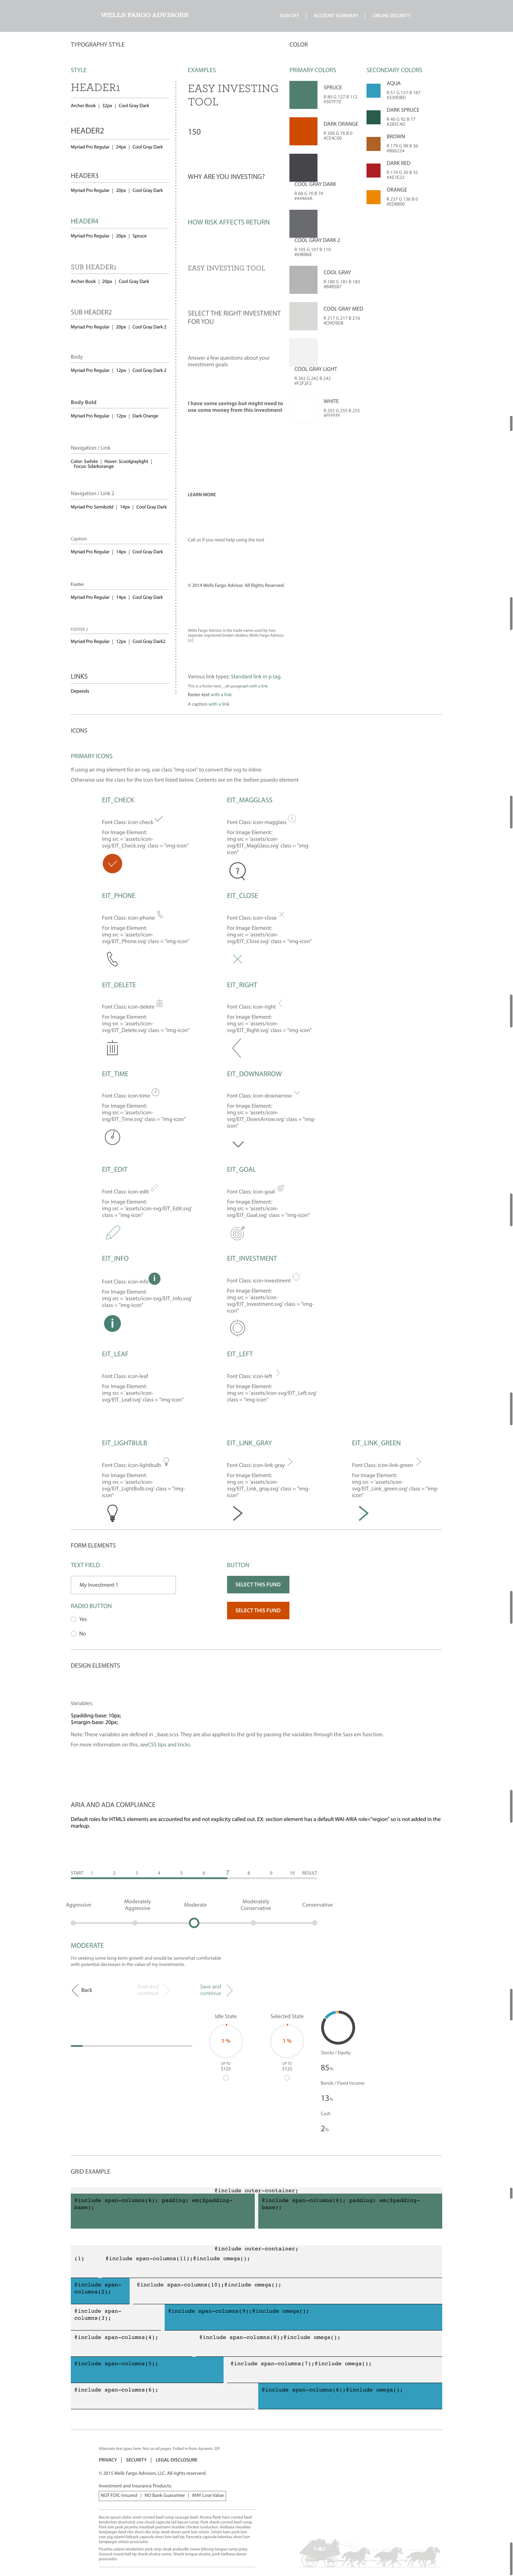 WELLS FARGO ADVISORS
SIGN OFF | ACCOUNT SUMMARY | ONLINE SECURITY
TYPOGRAPHY STYLE
COLOR
STYLE
EXAMPLES
PRIMARY COLORS
SECONDARY COLORS
HEADER1
Archer Book | 32px | Cool Gray Dark
EASY INVESTING
TOOL
HEADER2
Myriad Pro Regular | 24px | Cool Gray Dark
150
HEADER3
Myriad Pro Regular | 20px | Cool Gray Dark
WHY ARE YOU INVESTING?
HEADER4
Myriad Pro Regular | 20px | Spruce
HOW RISK AFFECTS RETURN
SUB HEADER1
Archer Book | 20px | Cool Gray Dark
EASY INVESTING TOOL
SUB HEADER2
Myriad Pro Regular | 20px | Cool Gray Dark 2
SELECT THE RIGHT INVESTMENT
FOR YOU
Body
Myriad Pro Regular | 12px | Cool Gray Dark 2
Answer a few questions about your
investment goals
Body Bold
Myriad Pro Regular | 12px | Dark Orange
I have some savings but might need to
use some money from this investment
Navigation / Link
Color: $white | Hover: $coolgraylight |
Focus: $darkorange
Navigation / Link 2
Myriad Pro Semibold | 14px | Cool Gray Dark
LEARN MORE
Caption
Myriad Pro Regular | 14px | Cool Gray Dark
Call us if you need help using the tool
Footer
Myriad Pro Regular | 14px | Cool Gray Dark
© 2014 Wells Fargo Advisor. All Rights Reserved.
FOOTER 2
Myriad Pro Regular | 12px | Cool Gray Dark2
Wells Fargo Advisor is the trade name used by two
separate registered broker-dealers; Wells Fargo Advisor,
LLC
LINKS
Depends
Various link types. Standard link in p tag.
This is a footer-text__alt paragraph with a link.
footer-text with a link
A caption with a link.
SPRUCE
R 80 G 127 B 112
#507F70
DARK ORANGE
R 206 G 76 B 0
#CE4C00
COOL GRAY DARK
R 68 G 70 B 74
#44464A
COOL GRAY DARK 2
R 105 G 107 B 110
#696B6E
COOL GRAY
R 180 G 181 B 183
#B4B5B7
COOL GRAY MED
R 217 G 217 B 216
#D9D9D8
COOL GRAY LIGHT
R 242 G 242 B 242
#F2F2F2
WHITE
R 255 G 255 B 255
#FFFFFF
AQUA
R 51 G 157 B 187
DARK SPRUCE
R 40 G 92 B 77
#285C4D
BROWN
R 179 G 98 B 36
DARK RED
R 174 G 30 B 35
#AE1E23
ORANGE
R 237 G 136 B 0
#ED8800
ICONS
PRIMARY ICONS
If using an img element for an svg, use class "img-icon" to convert the svg to inline
Otherwise use the class for the icon font listed below. Contents are on the :before psuedo element
EIT_CHECK
Font Class: icon-check
For Image Element:
img src = 'assets/icon-
svg/EIT_Check.svg' class = "img-icon"
EIT_MAGGLASS
Font Class: icon-magglass
For Image Element:
img src = 'assets/icon-
svg/EIT_MagGlass.svg' class = "img-
icon"
EIT_PHONE
Font Class: icon-phone
For Image Element:
img src = 'assets/icon-
svg/EIT_Phone.svg' class = "img-icon"
EIT_CLOSE
Font Class: icon-close
For Image Element:
img src = 'assets/icon-
svg/EIT_Close.svg' class = "img-icon"
EIT_DELETE
Font Class: icon-delete
For Image Element:
img src = 'assets/icon-
svg/EIT_Delete.svg' class = "img-icon"
EIT_RIGHT
Font Class: icon-right
For Image Element:
img src = 'assets/icon-
svg/EIT_Right.svg' class = "img-icon"
EIT_TIME
Font Class: icon-time
For Image Element:
img src = 'assets/icon-
svg/EIT_Time.svg' class = "img-icon"
EIT_DOWNARROW
Font Class: icon-downarrow
For Image Element:
img src = 'assets/icon-
svg/EIT_DownArrow.svg' class = "img-
icon"
EIT_EDIT
Font Class: icon-edit
For Image Element:
img src = 'assets/icon-svg/EIT_Edit.svg'
class = "img-icon"
EIT_GOAL
Font Class: icon-goal
For Image Element:
img src = 'assets/icon-
svg/EIT_Goal.svg' class = "img-icon"
EIT_INFO
Font Class: icon-info
For Image Element:
img src = 'assets/icon-svg/EIT_Info.svg'
class = "img-icon"
EIT_INVESTMENT
Font Class: icon-investment
For Image Element:
img src = 'assets/icon-
svg/EIT_Investment.svg' class = "img-
icon"
EIT_LEAF
Font Class: icon-leaf
For Image Element:
img src = 'assets/icon-
svg/EIT_Leaf.svg' class = "img-icon"
EIT_LEFT
Font Class: icon-left
For Image Element:
img src = 'assets/icon-svg/EIT_Left.svg'
class = "img-icon"
EIT_LIGHTBULB
Font Class: icon-lightbulb
For Image Element:
img src = 'assets/icon-
svg/EIT_LightBulb.svg' class = "img-
icon"
EIT_LINK_GRAY
Font Class: icon-link-gray
For Image Element:
img src = 'assets/icon-
svg/EIT_Link_gray.svg' class = "img-
icon"
EIT_LINK_GREEN
Font Class: icon-link-green
For Image Element:
img src = 'assets/icon-
svg/EIT_Link_green.svg' class = "img-
icon"
FORM ELEMENTS
TEXT FIELD
BUTTON
My Investment 1
SELECT THIS FUND
RADIO BUTTON
SELECT THIS FUND
Yes
No
DESIGN ELEMENTS
Variables:
$padding-base: 10px;
$margin-base: 20px;
Note: These variables are defined in _base.scss. They are also applied to the grid by passing the variables through the Sass em function.
For more information on this, seeCSS tips and tricks.
ARIA AND ADA COMPLIANCE
Default roles for HTML5 elements are accounted for and not explicity called out. EX: section element has a default WAI-ARIA role="region" so is not added in the
markup.
START 1 2 3 4 5 6 7 8 9 10 RESULT
Aggressive
Moderately
Aggressive
Moderate
Moderately
Conservative
Conservative
MODERATE
I'm seeking some long-term growth and would be somewhat comfortable
with potential decreases in the value of my investments.
Back
Save and
continue
Save and
continue
Idle State
Selected State
1 %
1 %
UP TO
$125
UP TO
$125
Stocks / Equity
85%
Bonds / Fixed Income
13%
Cash
2%
GRID EXAMPLE
@include outer-container;
@include span-columns(6); padding: em($padding-
base);
@include span-columns(6); padding: em($padding-
base);
@include outer-container;
(1) @include span-columns(11);@include omega();
@include span-
columns(2);
@include span-columns(10);@include omega();
@include span-
columns(3);
@include span-columns(9);@include omega();
@include span-columns(4);
@include span-columns(8);@include omega();
@include span-columns(5);
@include span-columns(7);@include omega();
@include span-columns(6);
@include span-columns(6);@include omega();
Alternate text goes here: Not on all pages. Pulled in from dynamic JSP
PRIVACY | SECURITY | LEGAL DISCLOSURE
© 2015 Wells Fargo Advisors, LLC. All rights reserverd.
Investment and Insurance Products:
NOT FDIC-Insured | NO Bank Guarantee | MAY Lose Value